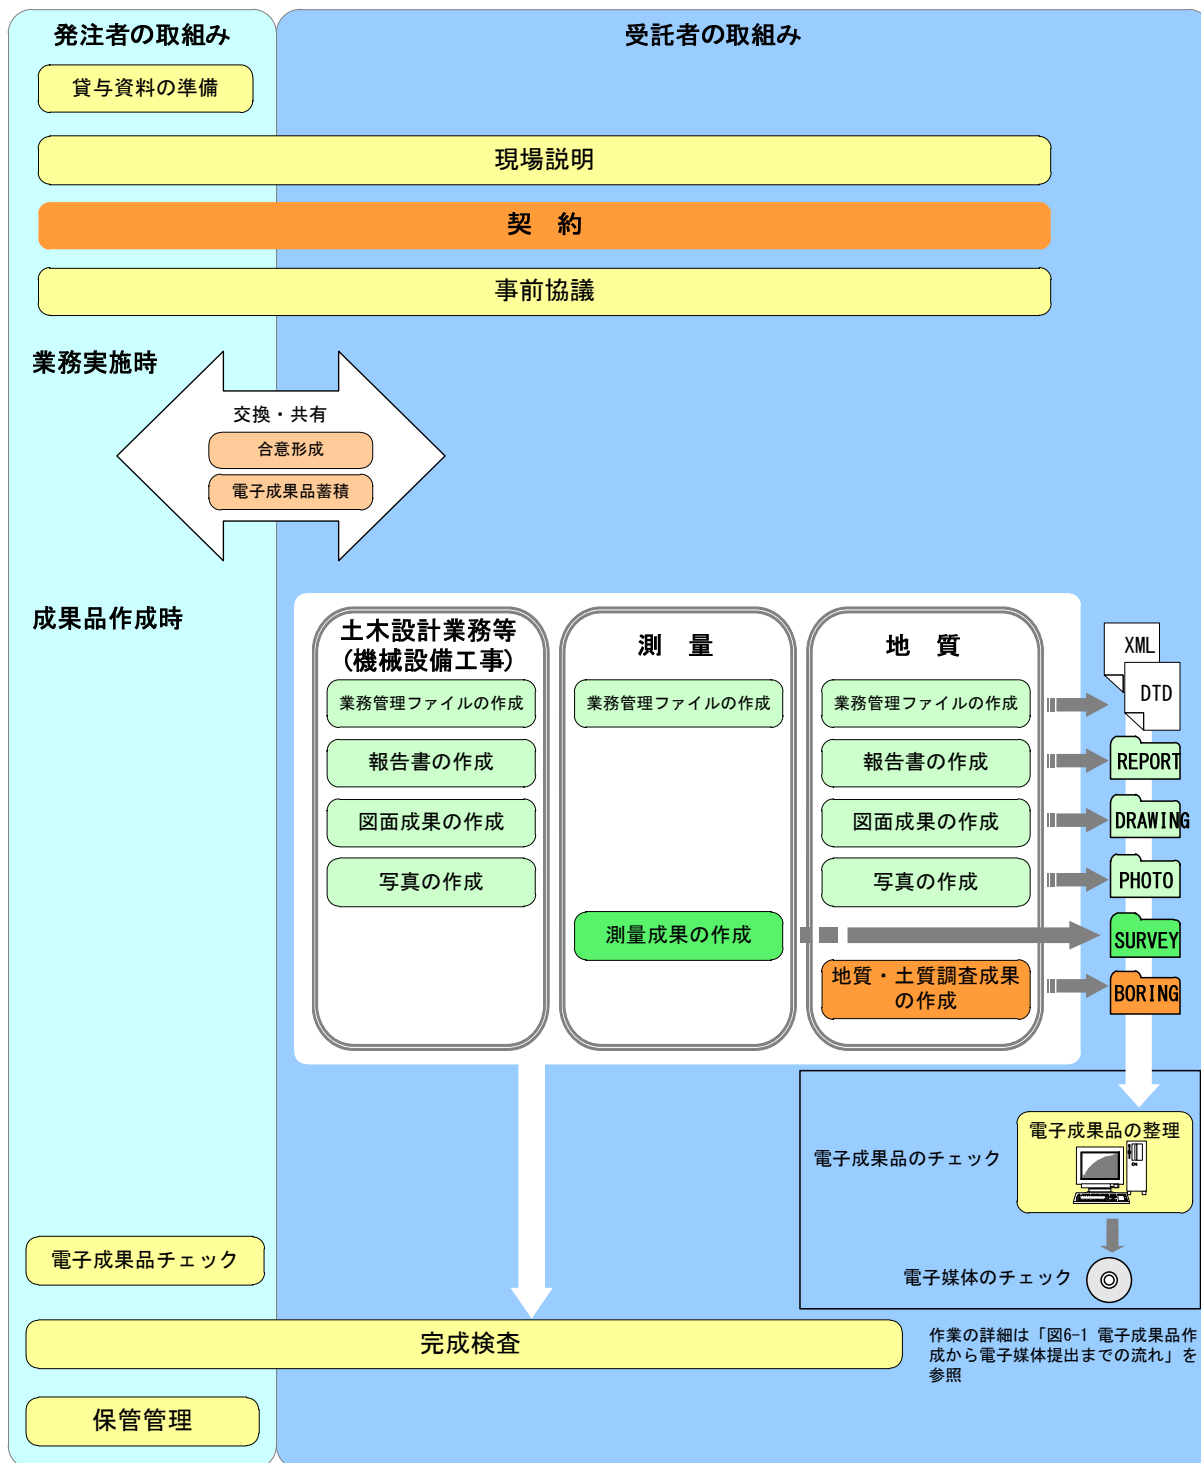 発注者の取組み
受託者の取組み
貸与資料の準備
現場説明
契　約
事前協議
業務実施時
交換・共有
合意形成
電子成果品蓄積
成果品作成時
土木設計業務等
(機械設備工事)
業務管理ファイルの作成
報告書の作成
図面成果の作成
写真の作成
測　量
業務管理ファイルの作成
測量成果の作成
地　質
業務管理ファイルの作成
報告書の作成
図面成果の作成
写真の作成
地質・土質調査成果
の作成
XML
DTD
REPORT
DRAWING
PHOTO
SURVEY
BORING
電子成果品の整理
電子成果品のチェック
電子媒体のチェック
電子成果品チェック
完成検査
作業の詳細は「図6-1 電子成果品作
成から電子媒体提出までの流れ」を
参照
保管管理